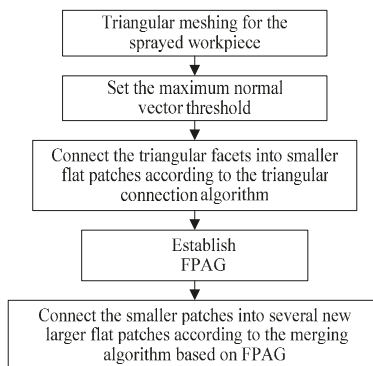 Triangular meshing for the
sprayed workpiece
Set the maximum normal
vector threshold
Connect the triangular facets into smaller
flat patches according to the triangular
connection algorithm
Establish
FPAG
Connect the smaller patches into several new
larger flat patches according to the merging
algorithm based on FPAG